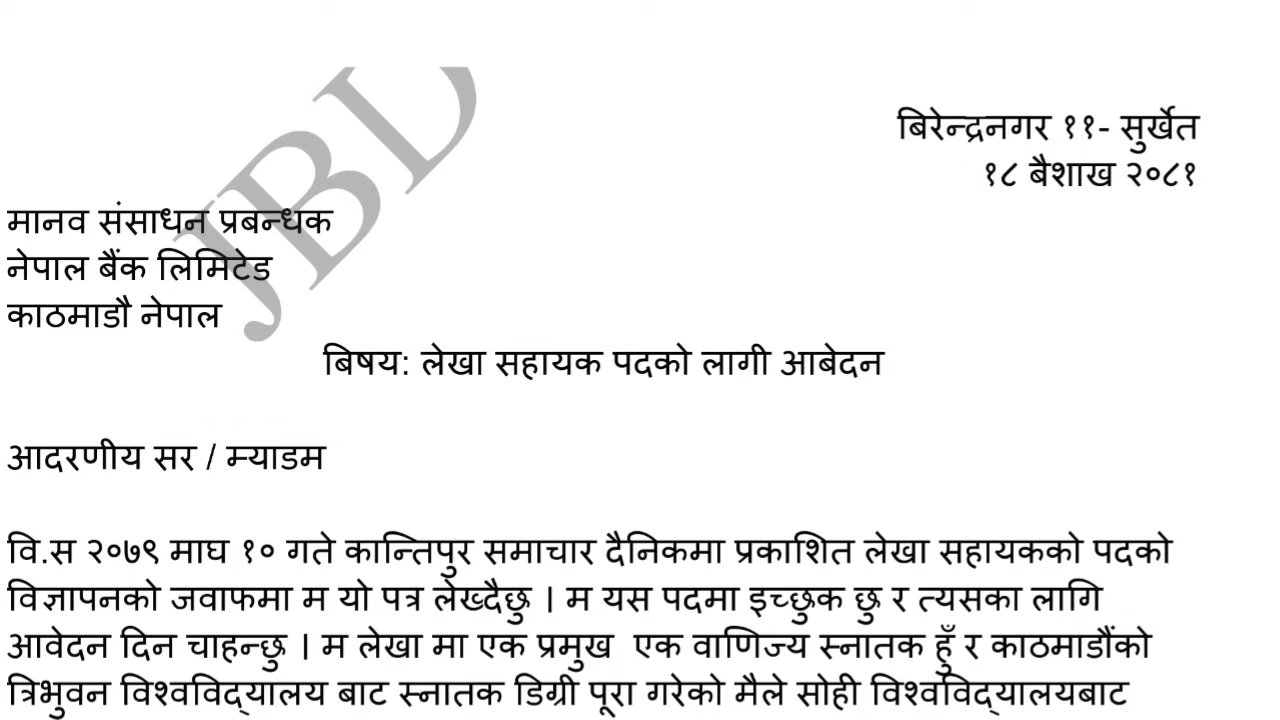 बिरेन्द्रनगर ११- सुर्खेत
१८ बैशाख २०८१
मानव संसाधन प्रबन्धक
नेपाल बैंक लिमिटेड
काठमाडौ नेपाल
JBD
बिषय: लेखा सहायक पदको लागी आबेदन
आदरणीय सर / म्याडम
वि.स २०७९ माघ १० गते कान्तिपुर समाचार दैनिकमा प्रकाशित लेखा सहायकको पदको
विज्ञापनको जवाफमा म यो पत्र लेख्दैछु । म यस पदमा इच्छुक छु र त्यसका लागि
आवेदन दिन चाहन्छु । म लेखा मा एक प्रमुख  एक वाणिज्य स्नातक हुँ र काठमाडौंको
त्रिभुवन विश्वविद्यालय बाट स्नातक डिग्री पूरा गरेको मैले सोही विश्वविद्यालयबाट